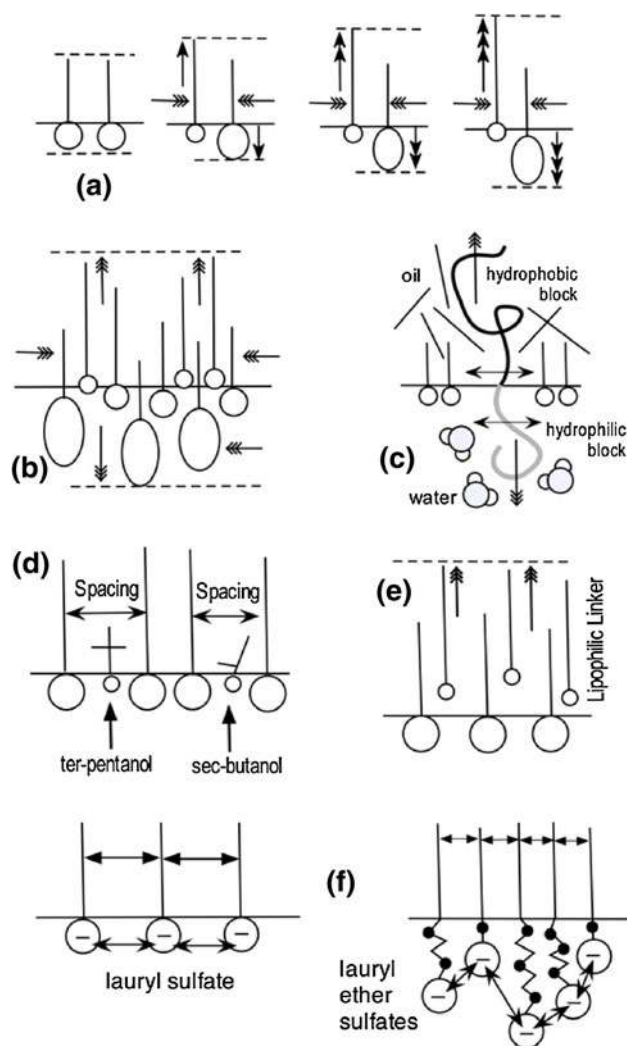 (a)
(b)
oil
hydrophobic
block
(c)
hydrophilic
block
water
(d)
Spacing
Spacing
ter-pentanol
sec-butanol
(e)
Lipophilic Linker
lauryl sulfate
(f)
lauryl
ether
sulfates